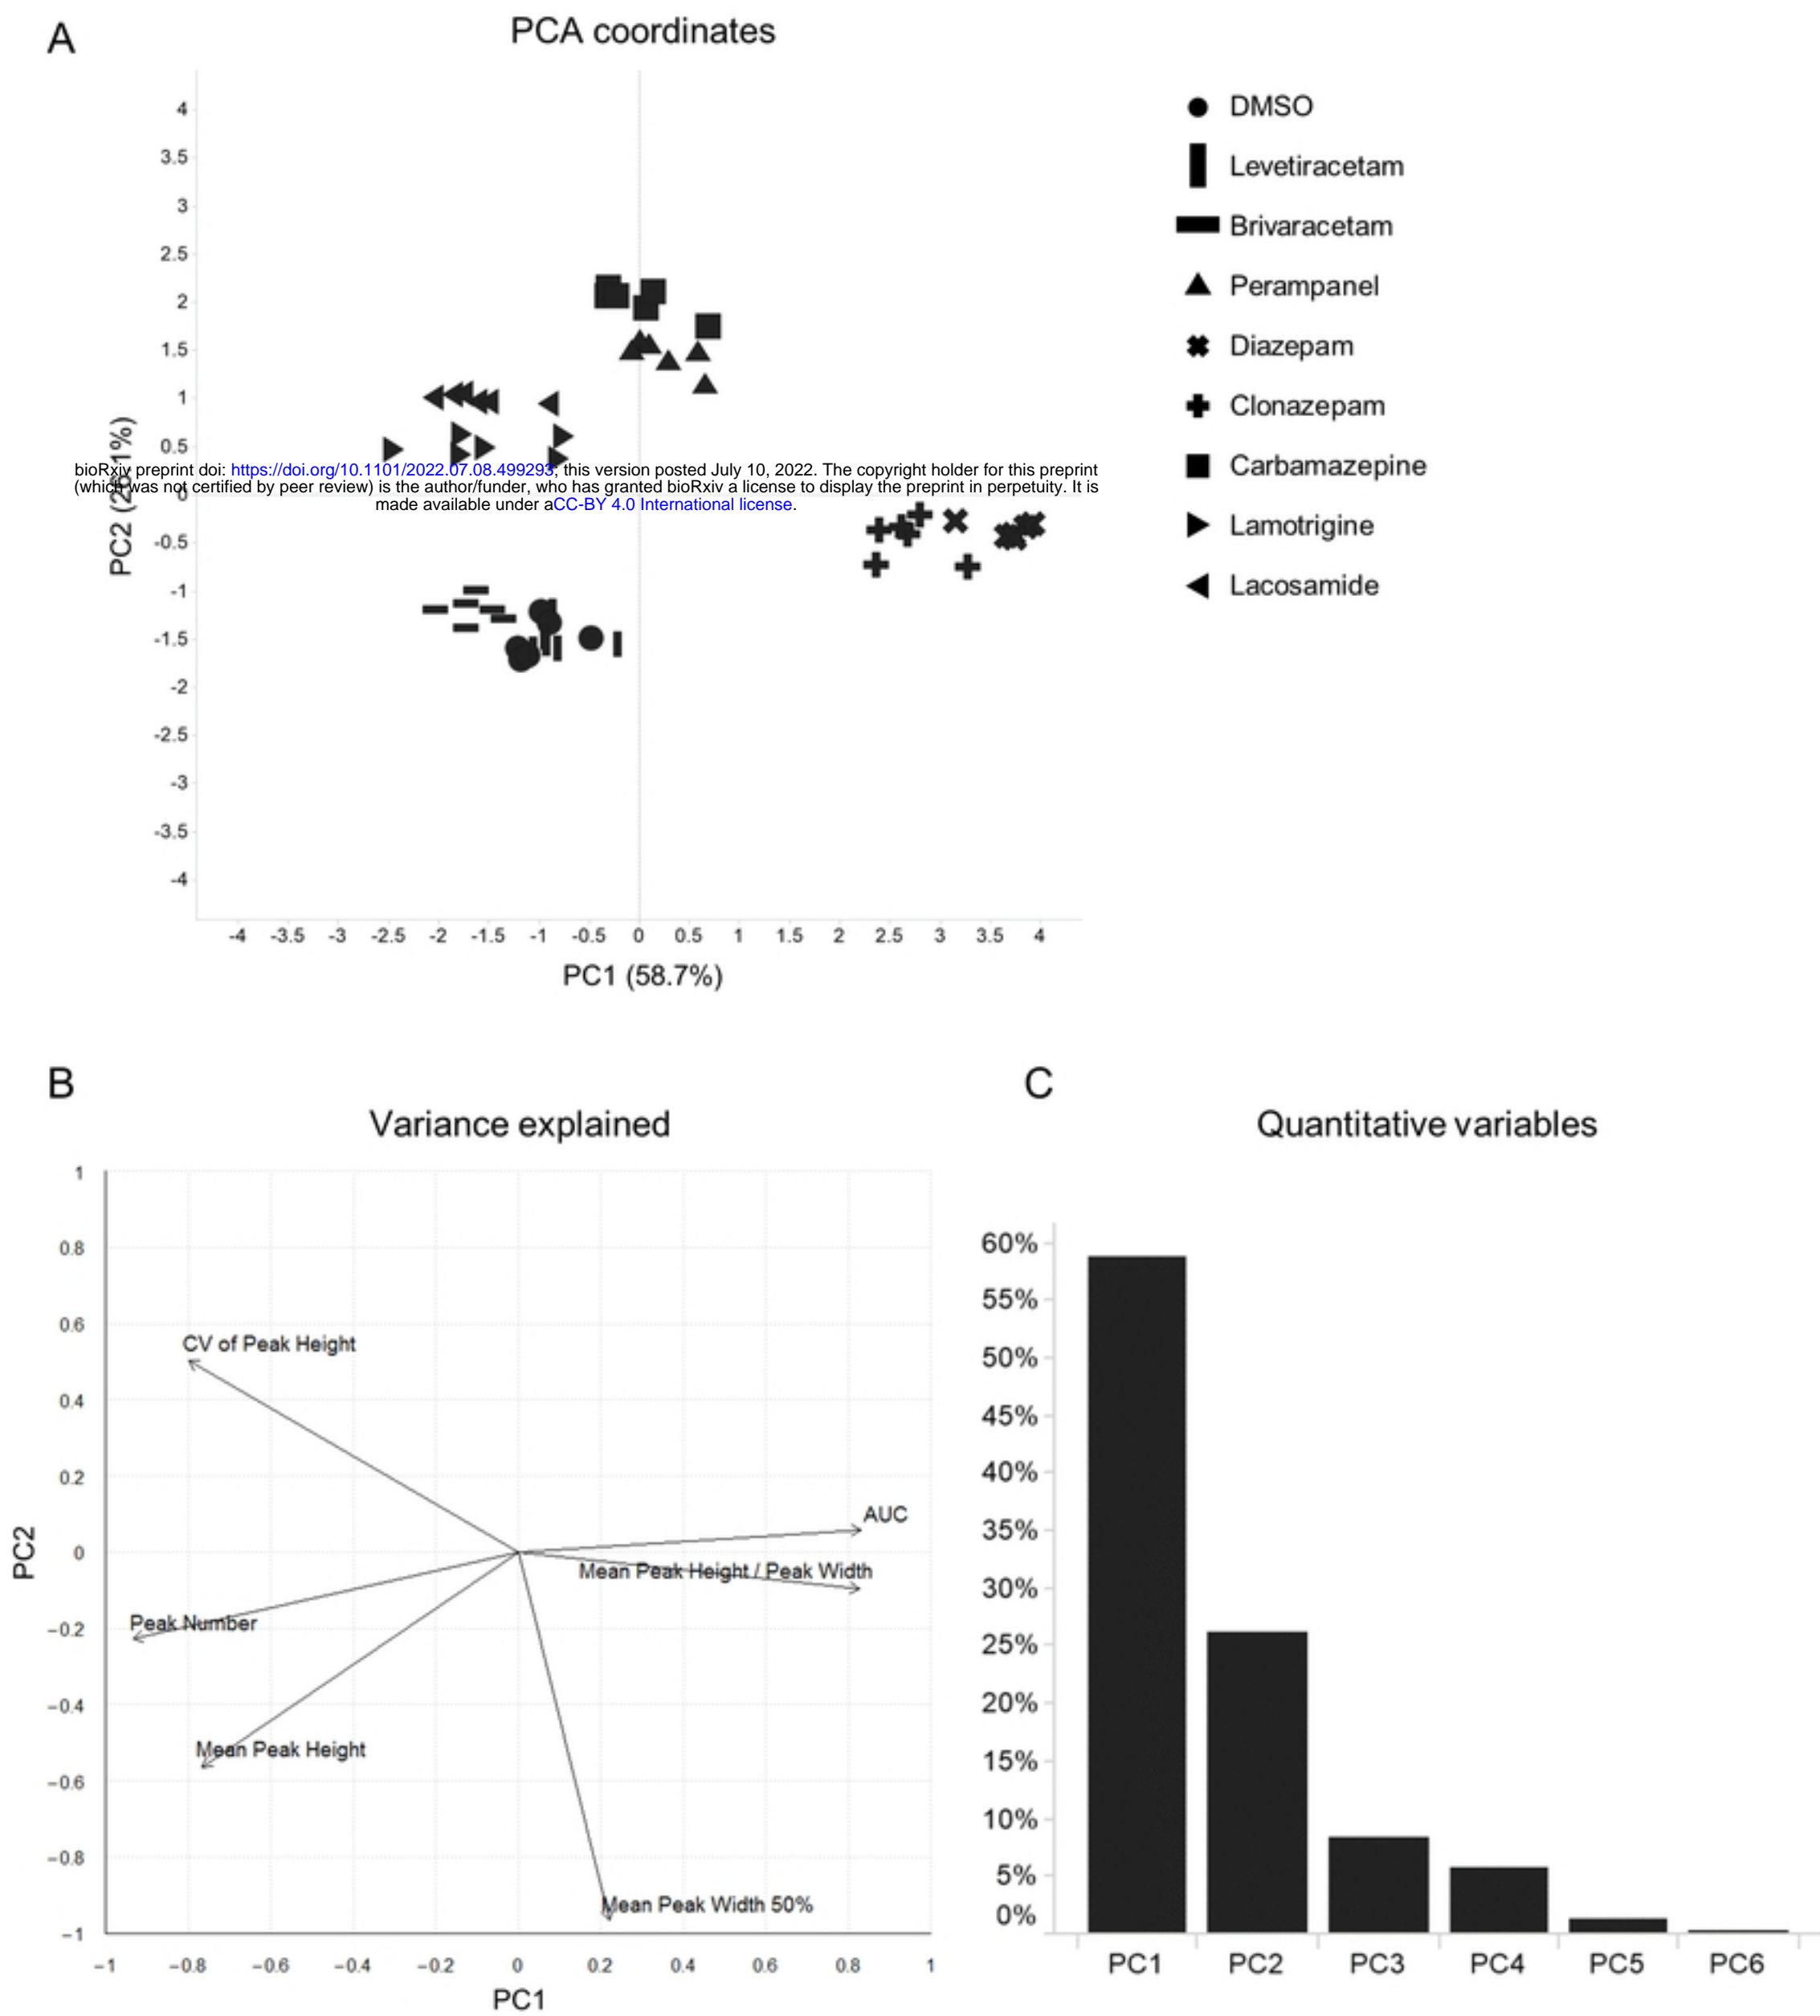 A
PCA coordinates
4
3.5
3
2.5
2
1.5
1
0.5
0
-0.5
-1
-1.5
-2
-2.5
-3
-3.5
-4
PC2 (26.1%)
-4 -3.5 -3 -2.5 -2 -1.5 -1 -0.5 0 0.5 1 1.5 2 2.5 3 3.5 4
PC1 (58.7%)
DMSO
Levetiracetam
Brivaracetam
Perampanel
Diazepam
Clonazepam
Carbamazepine
Lamotrigine
Lacosamide
bioRxiv preprint doi: https://doi.org/10.1101/2022.07.08.499293; this version posted July 10, 2022. The copyright holder for this preprint
(which was not certified by peer review) is the author/funder, who has granted bioRxiv a license to display the preprint in perpetuity. It is
made available under aCC-BY 4.0 International license.
B
Variance explained
1
0.8
0.6
0.4
0.2
0
−0.2
−0.4
−0.6
−0.8
−1
PC2
CV of Peak Height
AUC
Mean Peak Height / Peak Width
Peak Number
Mean Peak Height
Mean Peak Width 50%
−1 −0.8 −0.6 −0.4 −0.2 0 0.2 0.4 0.6 0.8 1
PC1
C
Quantitative variables
60%
55%
50%
45%
40%
35%
30%
25%
20%
15%
10%
5%
0%
PC1 PC2 PC3 PC4 PC5 PC6